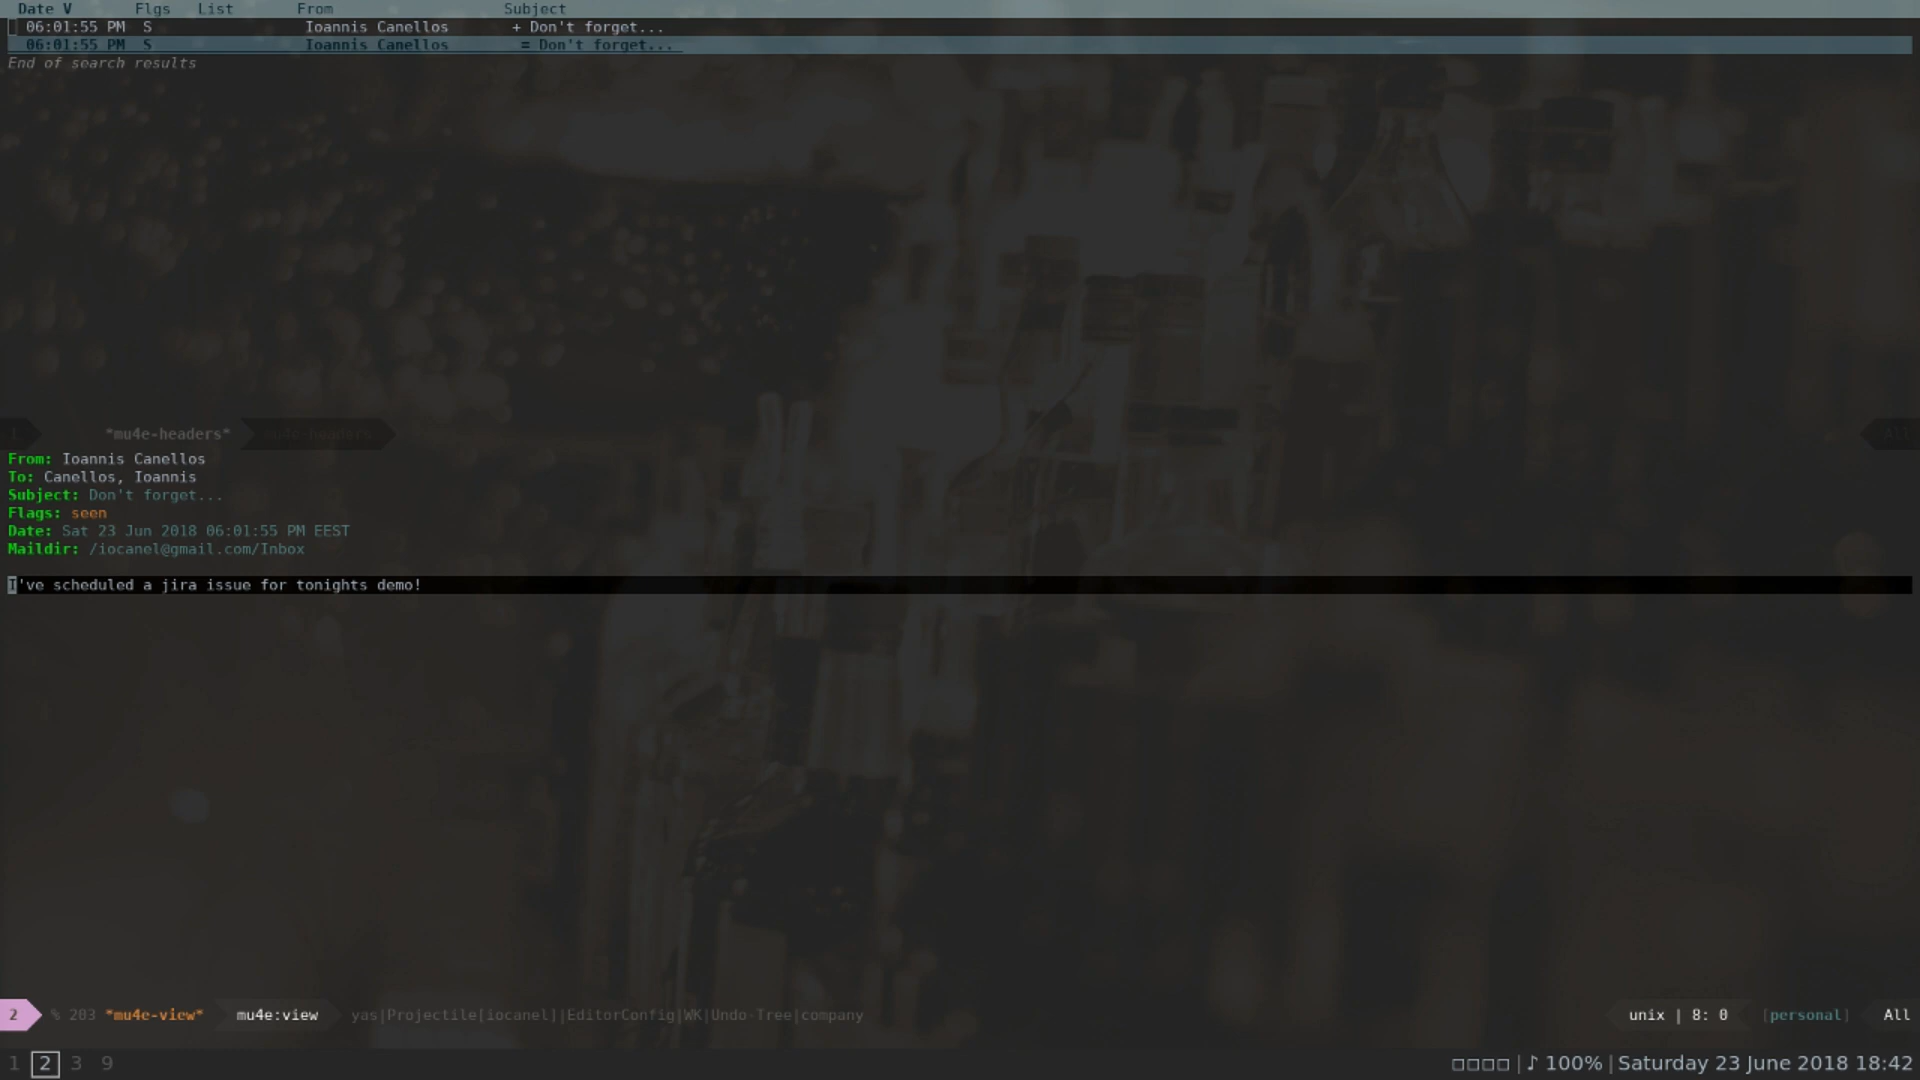 Date V Flgs List From Subject
06:01:55 PM S Ioannis Canellos + Don't forget...
06:01:55 PM S Ioannis Canellos = Don't forget...
End of search results
1 *mu4e-headers* mu4e-headers All
From: Ioannis Canellos
To: Canellos, Ioannis
Subject: Don't forget...
Flags: seen
Date: Sat 23 Jun 2018 06:01:55 PM EEST
Maildir: /iocanel@gmail.com/Inbox
I've scheduled a jira issue for tonights demo!
2 % 203 *mu4e-view* mu4e:view yas|Projectile[iocanel]|EditorConfig|WK|Undo-Tree|company unix | 8: 0 [personal] All
1 2 3 9 □□□□ | ♪ 100% | Saturday 23 June 2018 18:42